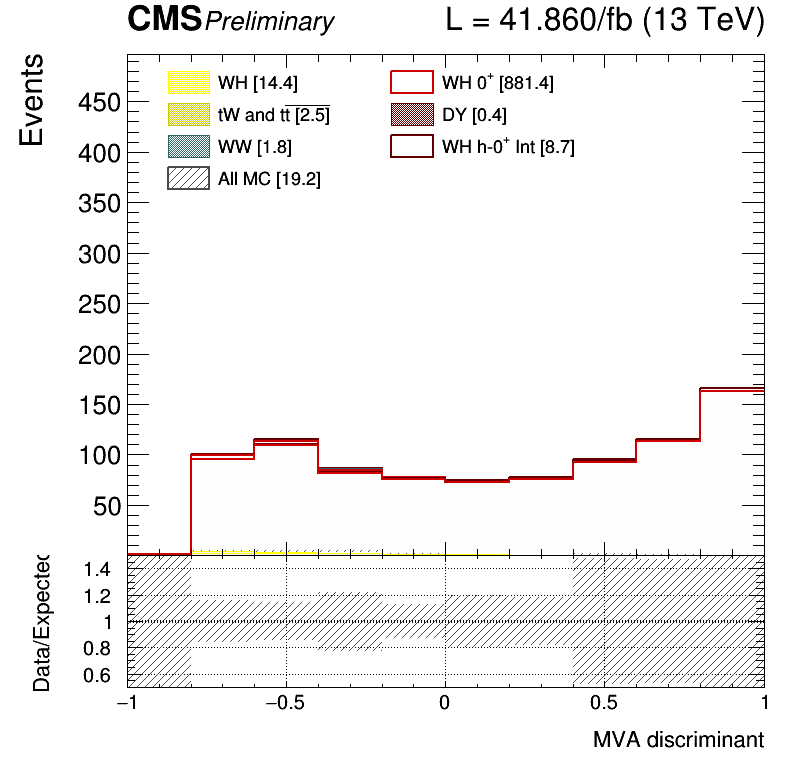 CMS Preliminary L = 41.860/fb (13 TeV)
Events
WH [14.4] WH 0⁺ [881.4]
tW and tt̅ [2.5] DY [0.4]
WW [1.8] WH h-0⁺ Int [8.7]
All MC [19.2]
450
400
350
300
250
200
150
100
50
Data/Expected
1.4
1.2
1
0.8
0.6
−1 −0.5 0 0.5 1
MVA discriminant